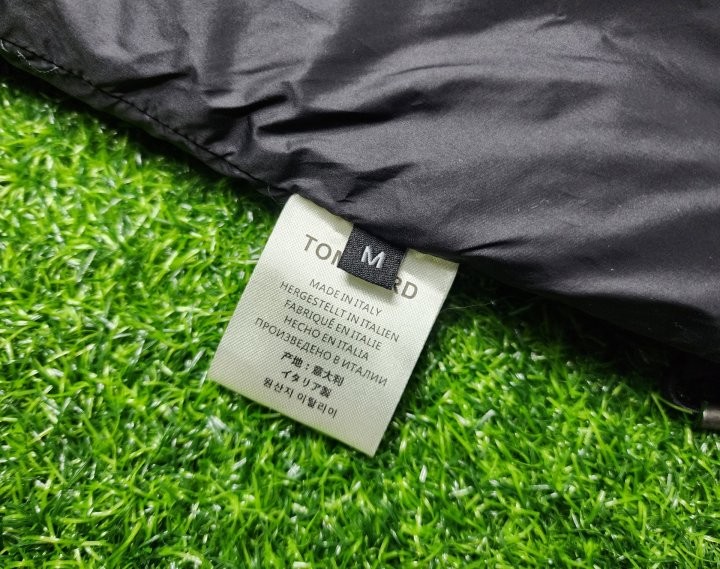 TOM RD
M
MADE IN ITALY
HERGESTELLT IN ITALIEN
FABRIQUÉ EN ITALIE
HECHO EN ITALIA
ПРОИЗВЕДЕНО В ИТАЛИИ
产地：意大利
イタリア製
원산지 이탈리아